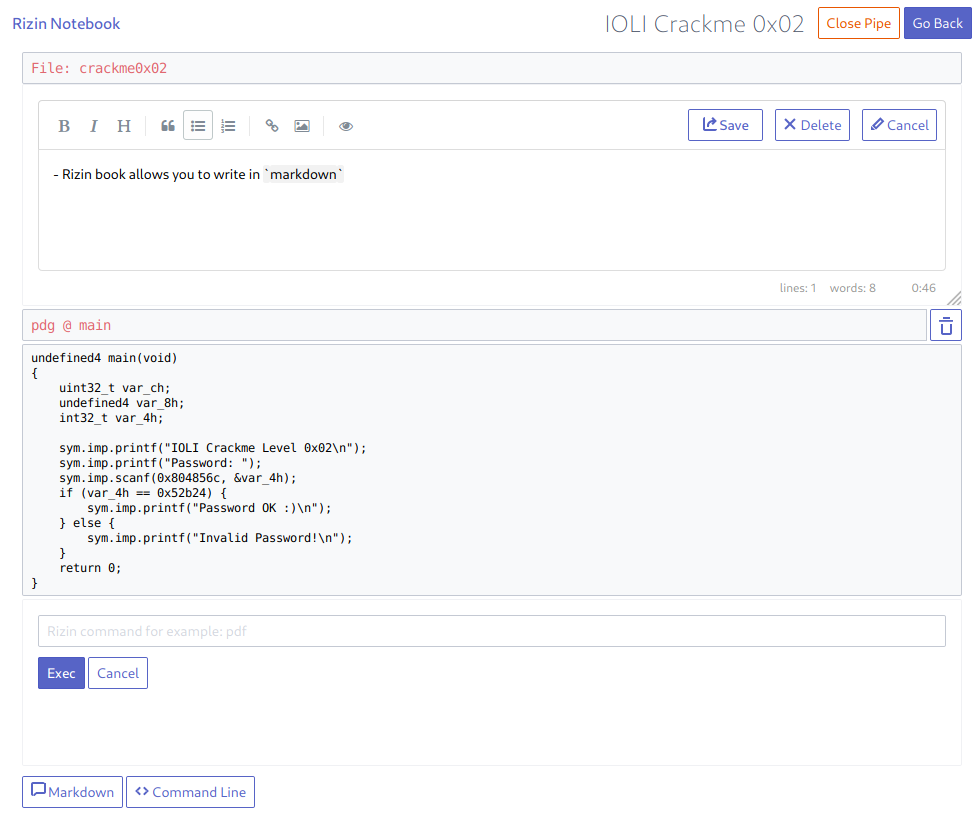 Rizin Notebook
IOLI Crackme 0x02
Close Pipe
Go Back
File: crackme0x02
B I H
Save
Delete
Cancel
- Rizin book allows you to write in `markdown`
lines: 1 words: 8 0:46
pdg @ main
undefined4 main(void)
{
    uint32_t var_ch;
    undefined4 var_8h;
    int32_t var_4h;

    sym.imp.printf("IOLI Crackme Level 0x02\n");
    sym.imp.printf("Password: ");
    sym.imp.scanf(0x804856c, &var_4h);
    if (var_4h == 0x52b24) {
        sym.imp.printf("Password OK :)\n");
    } else {
        sym.imp.printf("Invalid Password!\n");
    }
    return 0;
}
Rizin command for example: pdf
Exec
Cancel
Markdown
Command Line